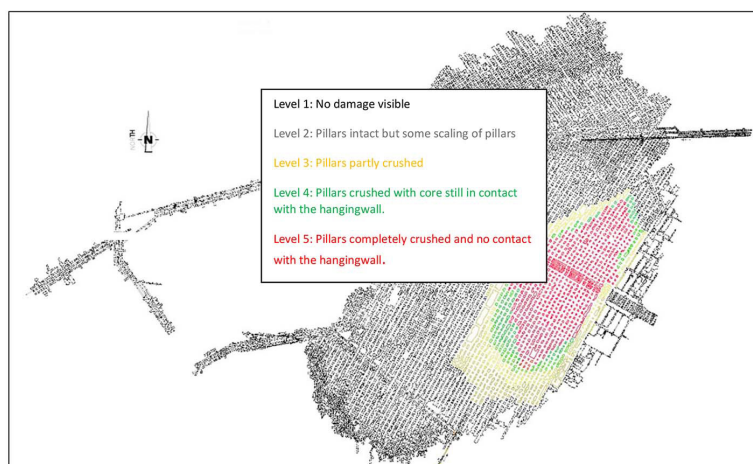 Level 1: No damage visible
Level 2: Pillars intact but some scaling of pillars
Level 3: Pillars partly crushed
Level 4: Pillars crushed with core still in contact
with the hangingwall.
Level 5: Pillars completely crushed and no contact
with the hangingwall.
NORTH
N